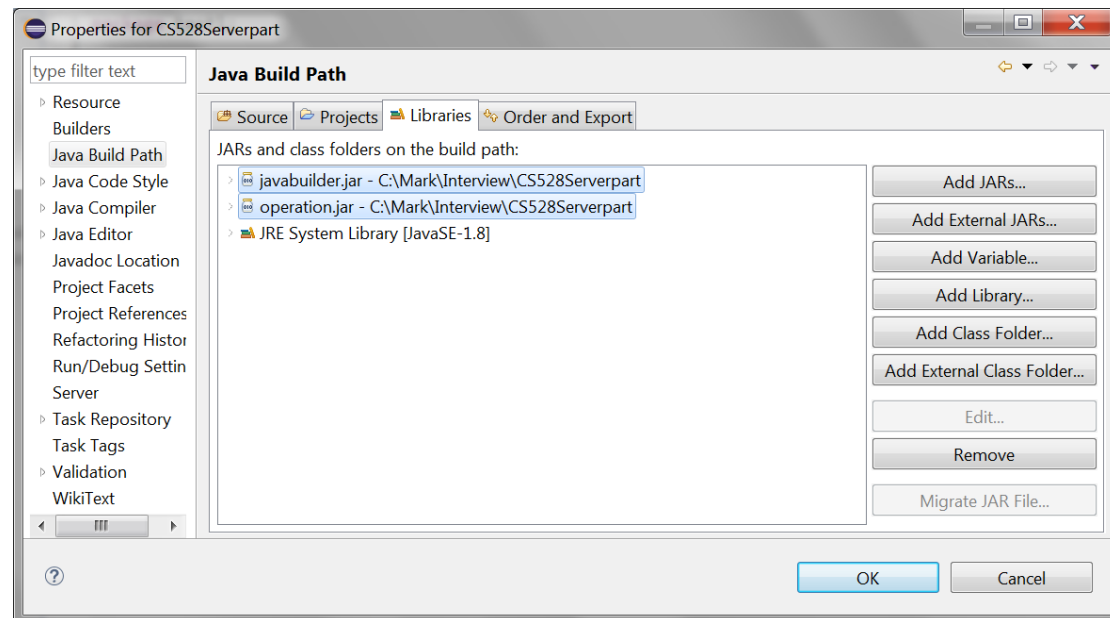 Properties for CS528Serverpart
type filter text
Resource
Builders
Java Build Path
Java Code Style
Java Compiler
Java Editor
Javadoc Location
Project Facets
Project References
Refactoring Histor
Run/Debug Settin
Server
Task Repository
Task Tags
Validation
WikiText
Java Build Path
Source Projects Libraries Order and Export
JARs and class folders on the build path:
javabuilder.jar - C:\Mark\Interview\CS528Serverpart
operation.jar - C:\Mark\Interview\CS528Serverpart
JRE System Library [JavaSE-1.8]
Add JARs...
Add External JARs...
Add Variable...
Add Library...
Add Class Folder...
Add External Class Folder...
Edit...
Remove
Migrate JAR File...
OK Cancel